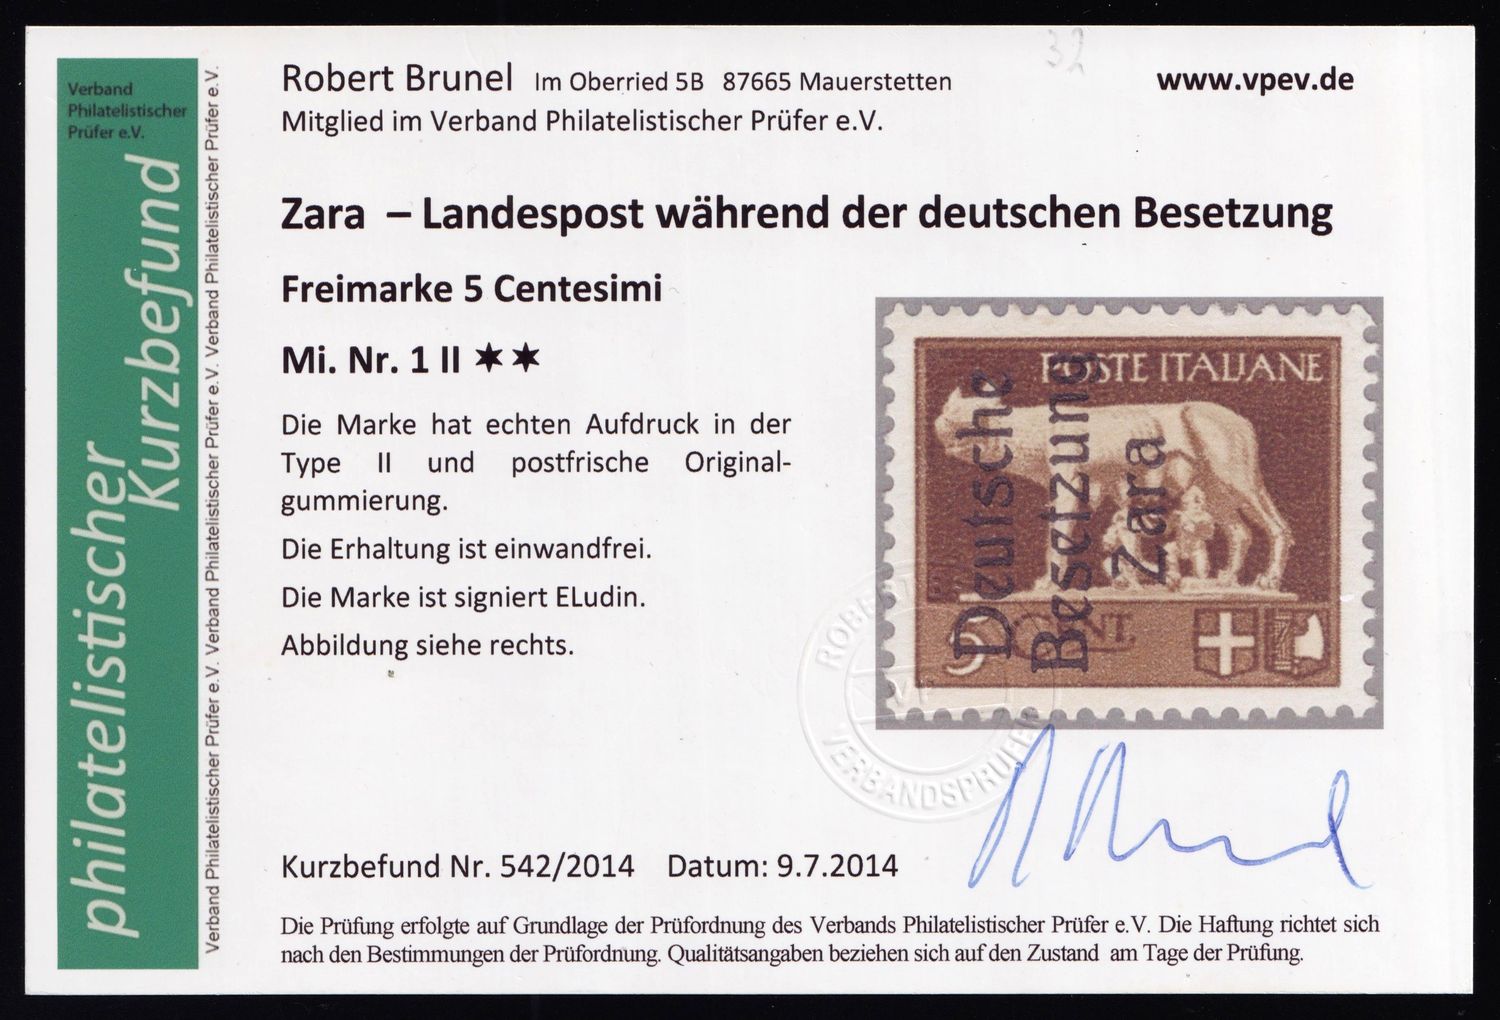 32
Verband
Philatelistischer
Prüfer e.V.
philatelistischer
Kurzbefund
Verband Philatelistischer Prüfer e.V. Verband Philatelistischer Prüfer e.V. Verband Philatelistischer Prüfer e.V.
Robert Brunel Im Oberried 5B 87665 Mauerstetten
www.vpev.de
Mitglied im Verband Philatelistischer Prüfer e.V.
Zara – Landespost während der deutschen Besetzung
Freimarke 5 Centesimi
Mi. Nr. 1 II ✶✶
Die Marke hat echten Aufdruck in der
Type II und postfrische Original-
gummierung.
Die Erhaltung ist einwandfrei.
Die Marke ist signiert ELudin.
Abbildung siehe rechts.
POSTE ITALIANE
Deutsche
Besetzung
Zara
5 CENT.
ROBERT
VERBANDSPRÜFER
Kurzbefund Nr. 542/2014 Datum: 9.7.2014
Die Prüfung erfolgte auf Grundlage der Prüfordnung des Verbands Philatelistischer Prüfer e.V. Die Haftung richtet sich
nach den Bestimmungen der Prüfordnung. Qualitätsangaben beziehen sich auf den Zustand am Tage der Prüfung.